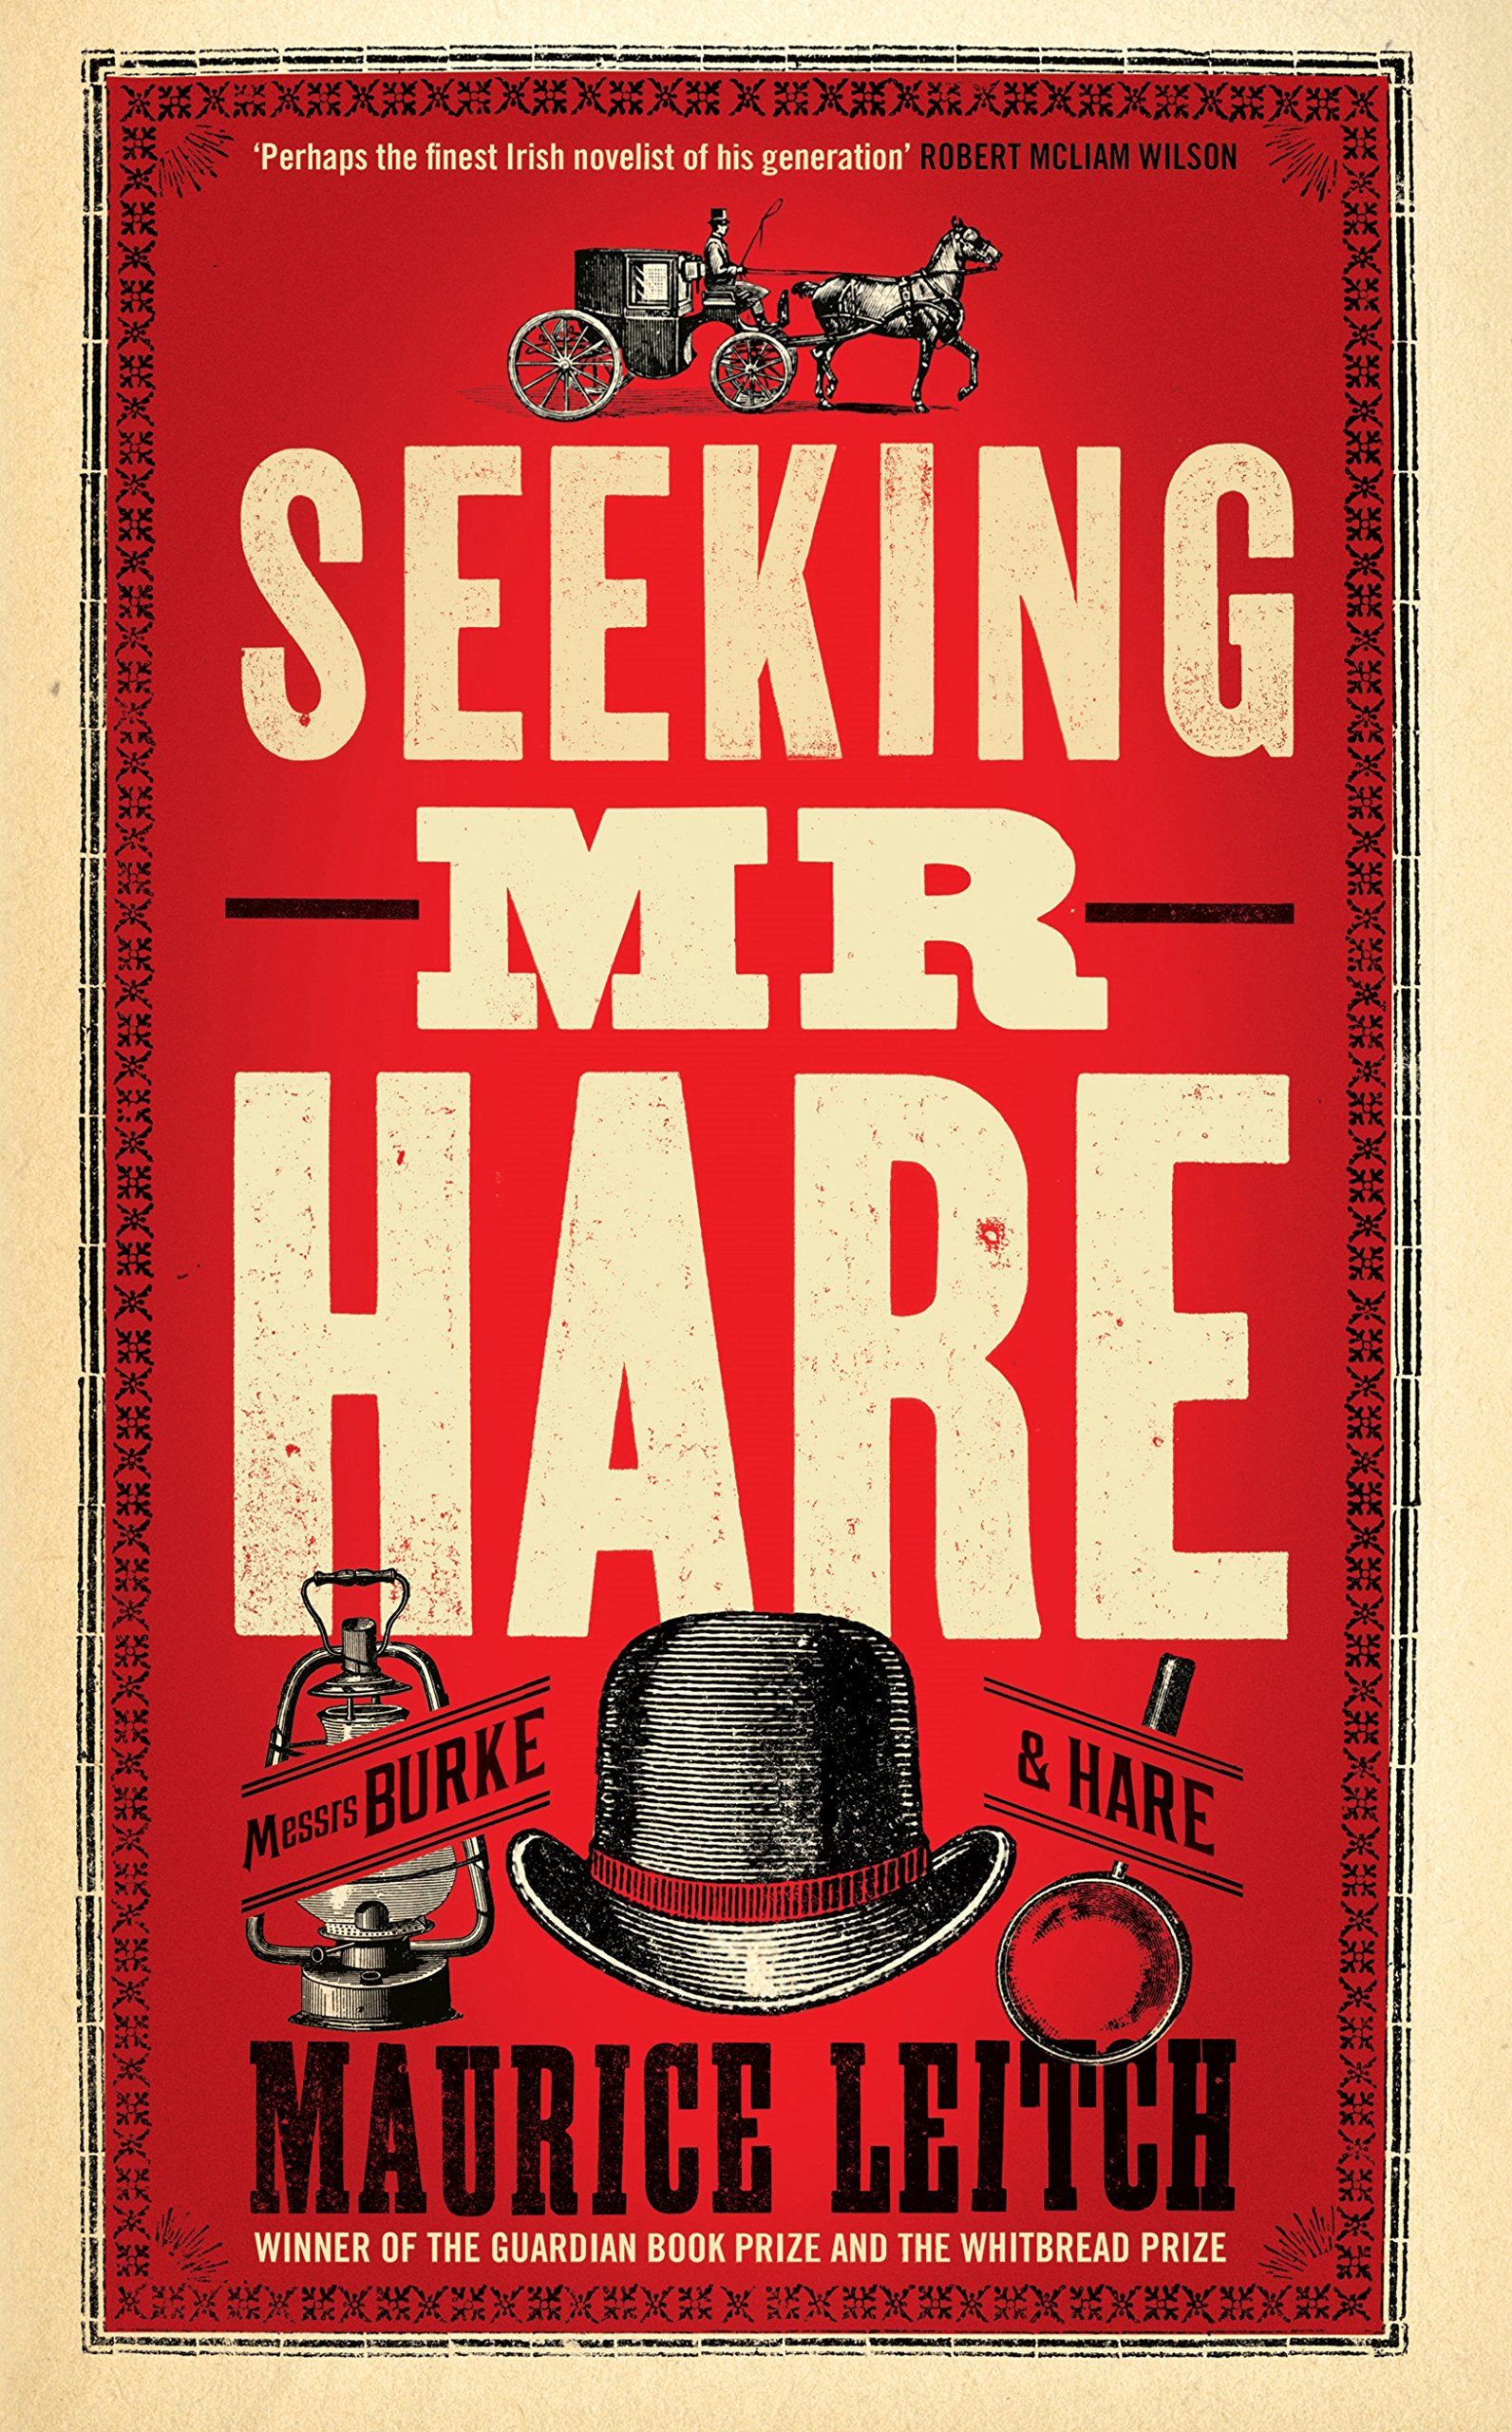 ‘Perhaps the finest Irish novelist of his generation’ ROBERT MCLIAM WILSON
SEEKING
MR
HARE
Messrs BURKE
& HARE
MAURICE LEITCH
WINNER OF THE GUARDIAN BOOK PRIZE AND THE WHITBREAD PRIZE